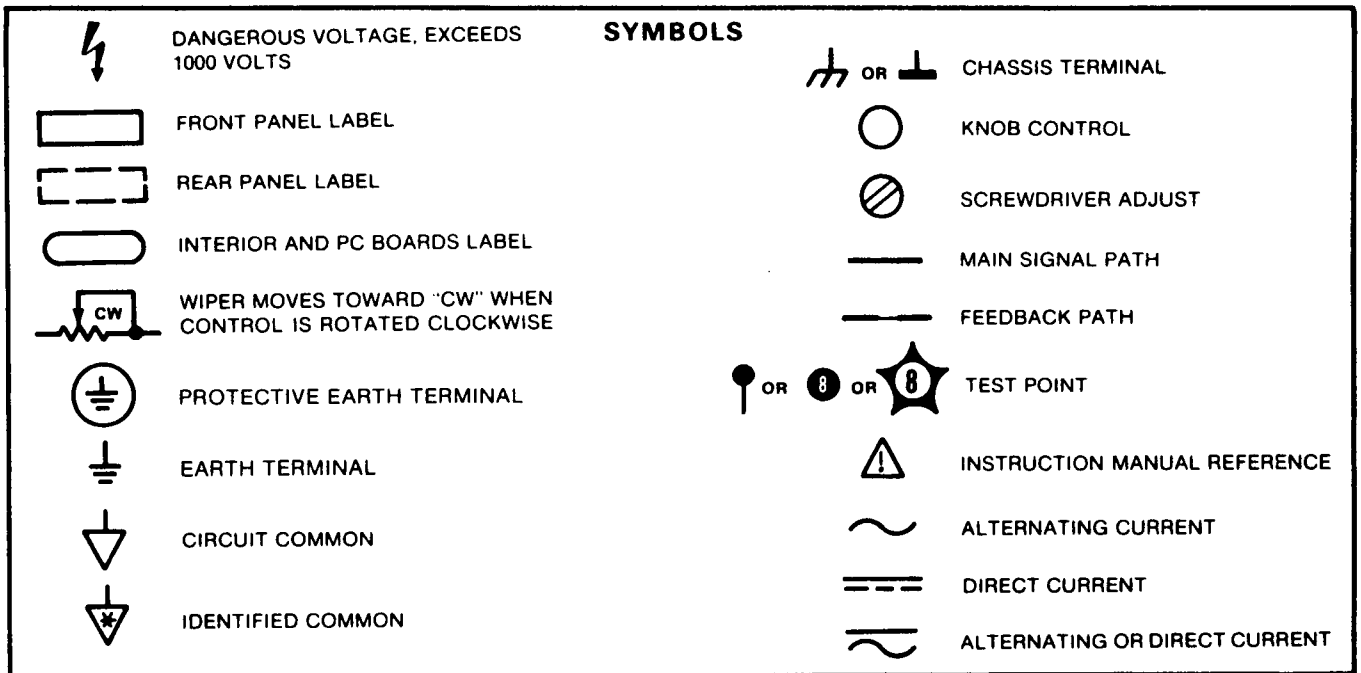 SYMBOLS
DANGEROUS VOLTAGE, EXCEEDS
1000 VOLTS
FRONT PANEL LABEL
REAR PANEL LABEL
INTERIOR AND PC BOARDS LABEL
CW
WIPER MOVES TOWARD "CW" WHEN
CONTROL IS ROTATED CLOCKWISE
PROTECTIVE EARTH TERMINAL
EARTH TERMINAL
CIRCUIT COMMON
* IDENTIFIED COMMON
OR CHASSIS TERMINAL
KNOB CONTROL
SCREWDRIVER ADJUST
MAIN SIGNAL PATH
FEEDBACK PATH
OR 8 OR 8 TEST POINT
! INSTRUCTION MANUAL REFERENCE
ALTERNATING CURRENT
DIRECT CURRENT
ALTERNATING OR DIRECT CURRENT